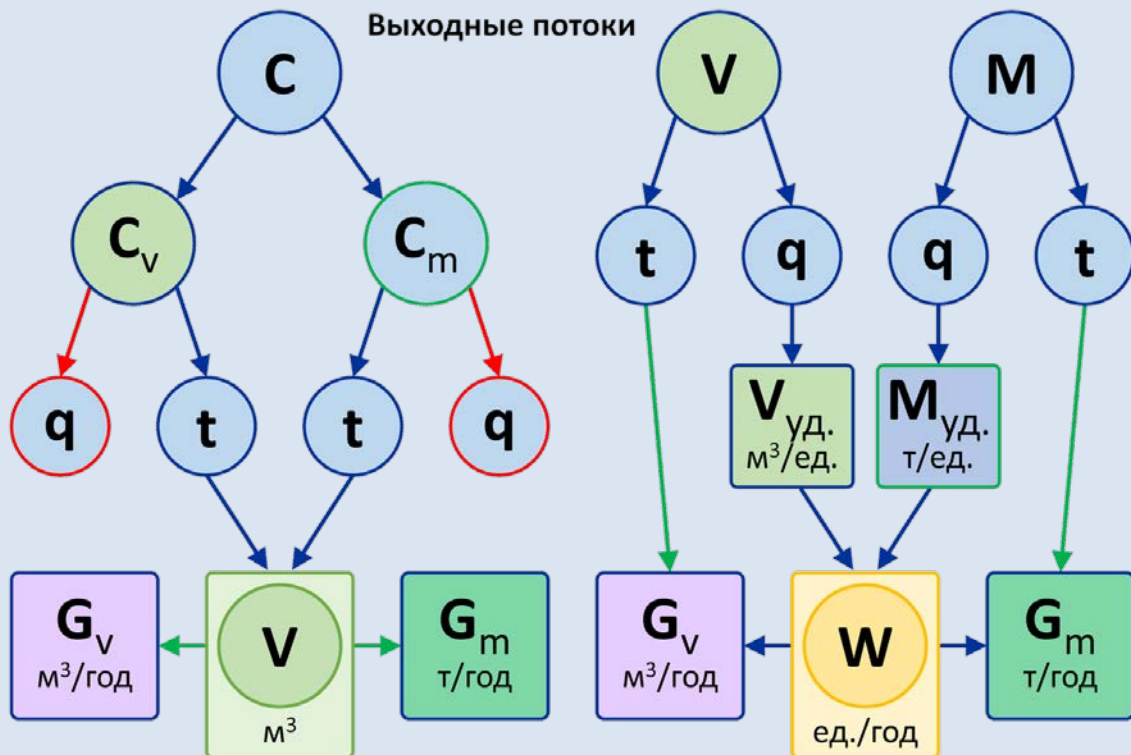 Выходные потоки
C
V
M
Cv
Cm
t
q
q
t
q
t
t
q
Vуд.
м³/ед.
Mуд.
т/ед.
Gv
м³/год
V
м³
Gm
т/год
Gv
м³/год
W
ед./год
Gm
т/год